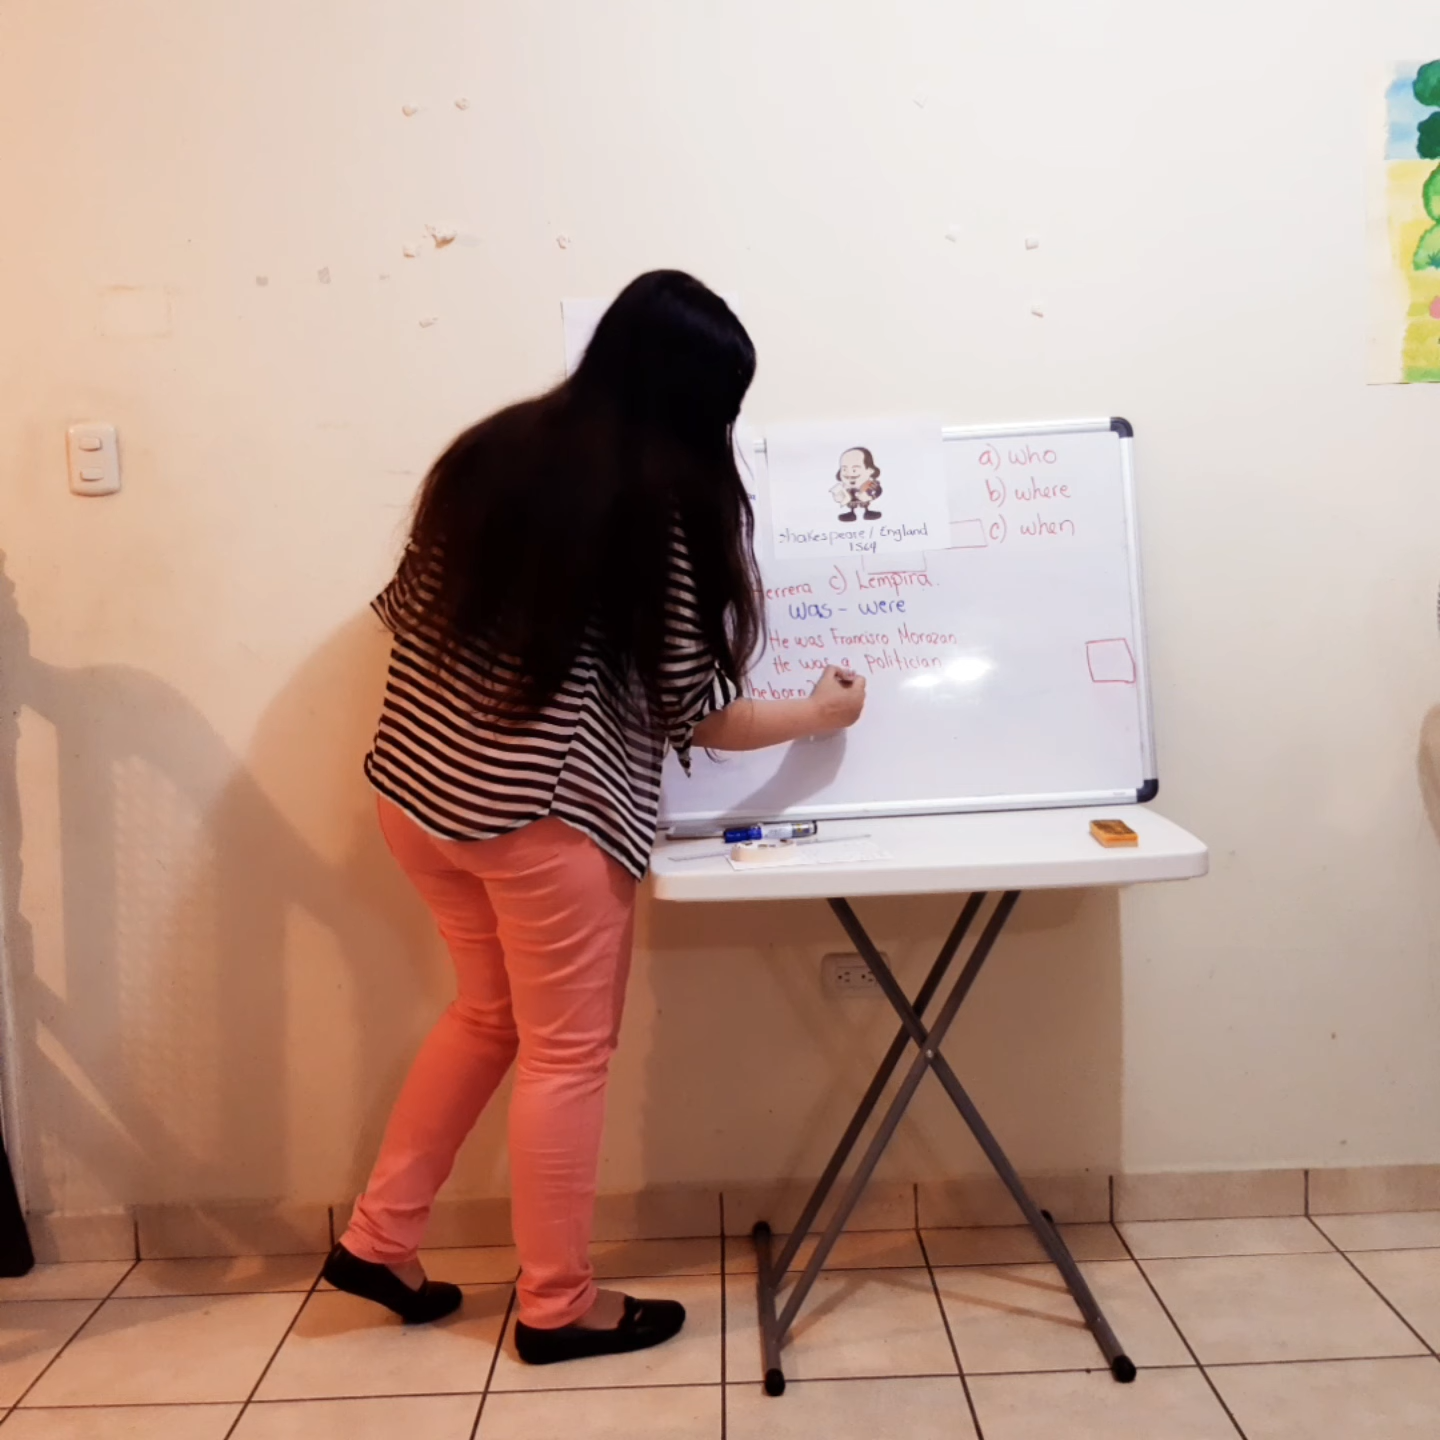 a) who
b) where
c) when
Shakespeare / England
1564
Herrera c) Lempira.
was - were
He was Francisco Morazan
He was a politician
he born?